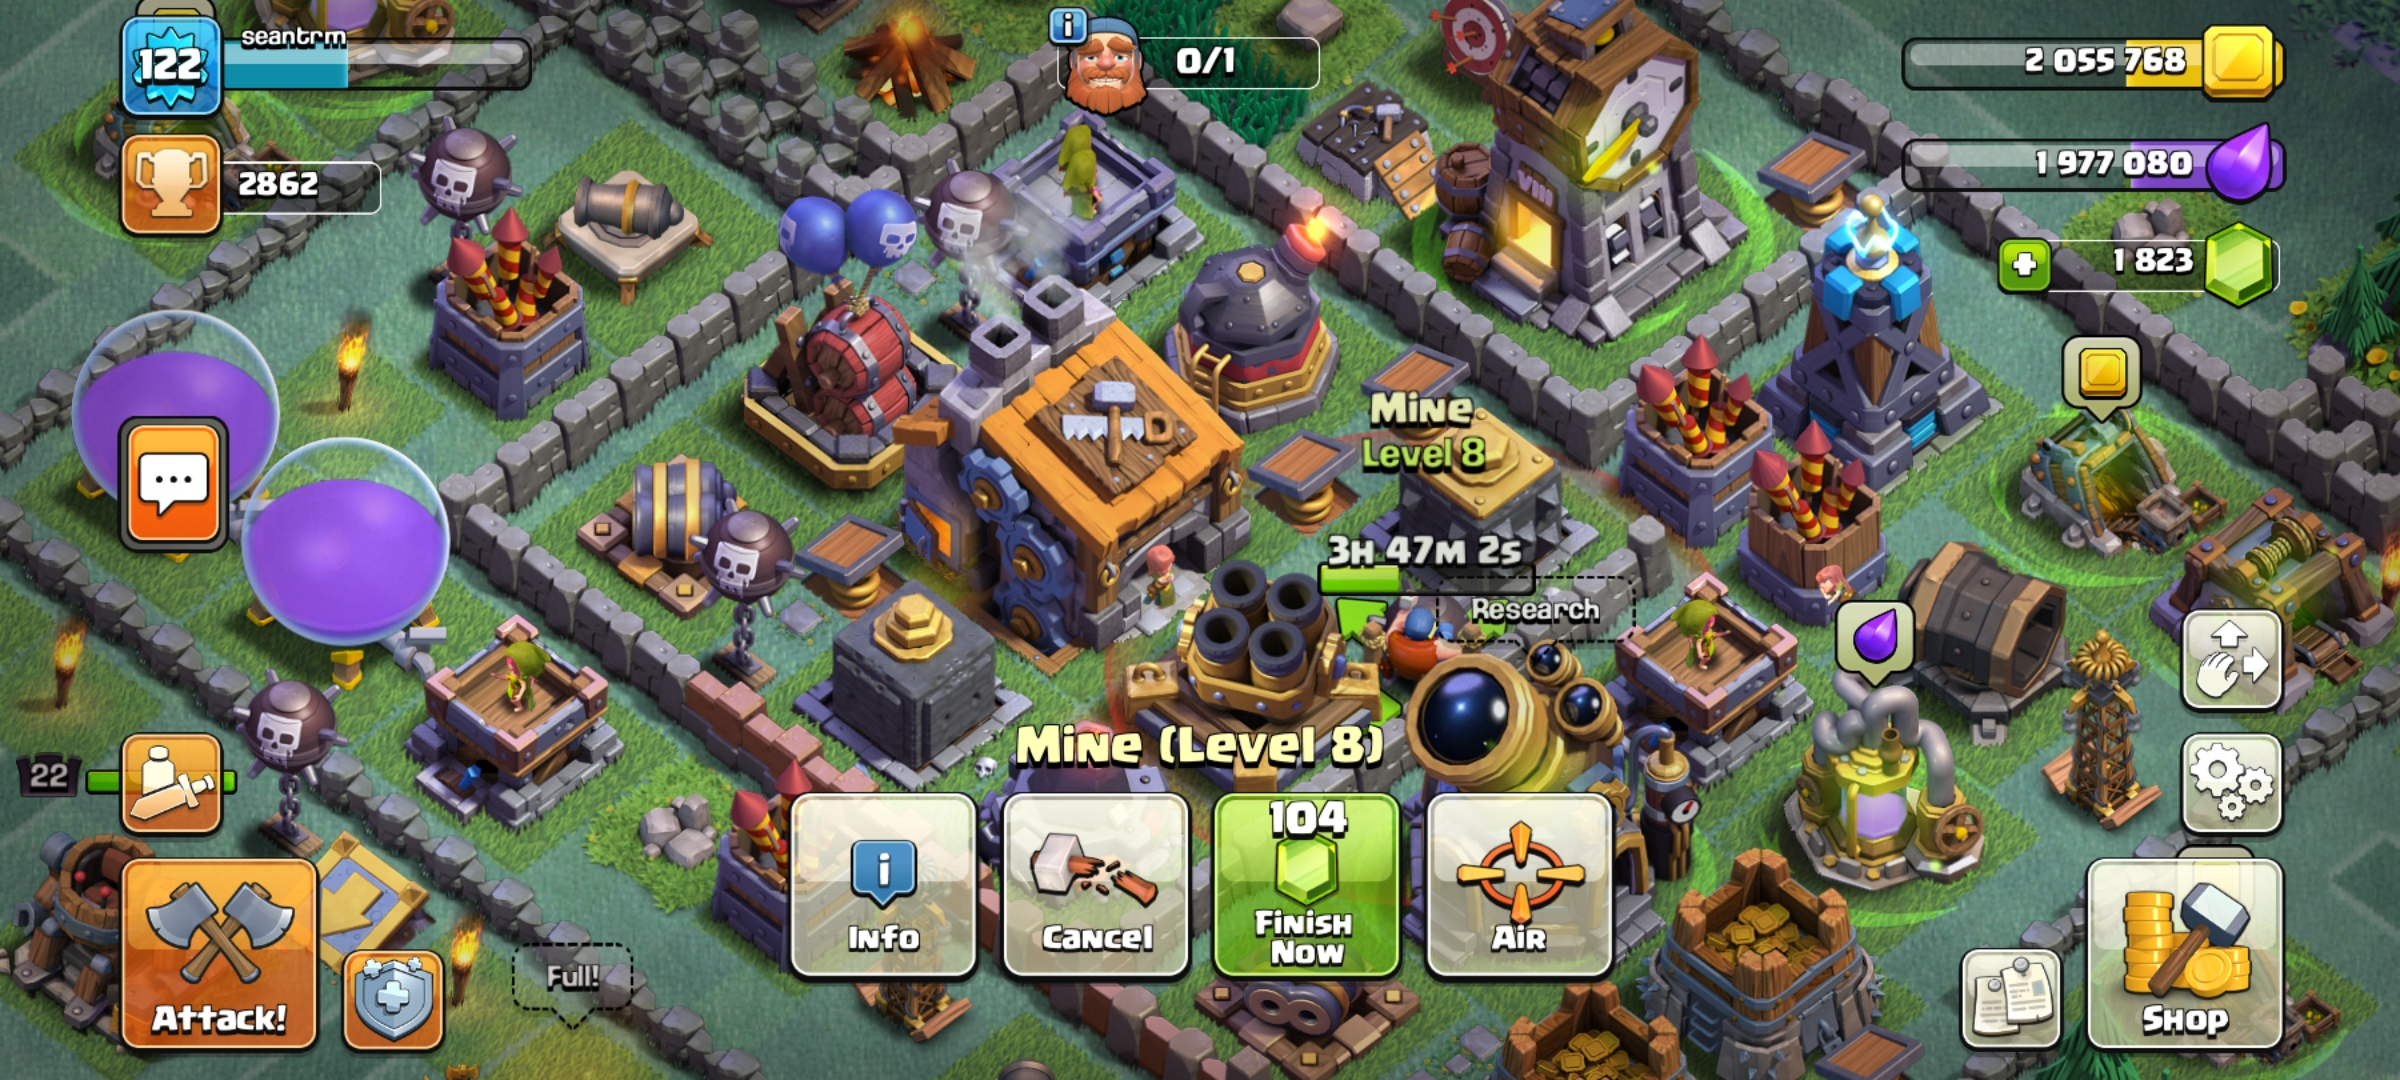 122
seantrm
0/1
2 055 768
2862
1 977 080
1 823
VIII
Mine
Level 8
3H 47M 2S
Research
Mine (Level 8)
22
104
Info
Cancel
Finish
Now
Air
Full!
Attack!
Shop